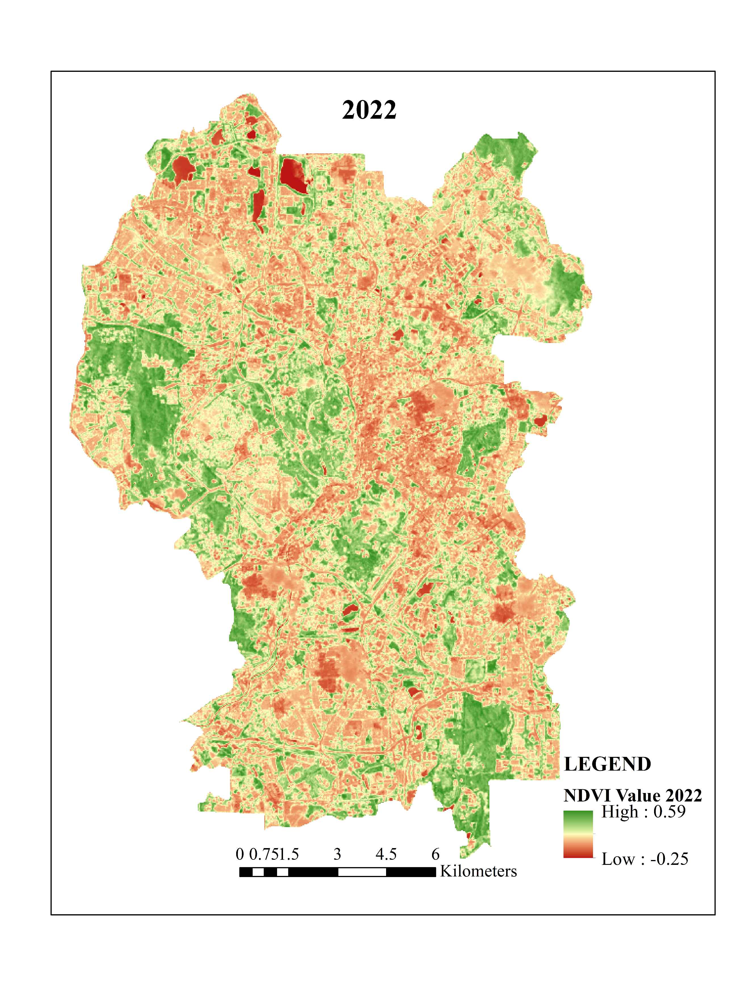 2022
LEGEND
NDVI Value 2022
High : 0.59
Low : -0.25
0 0.751.5 3 4.5 6
Kilometers